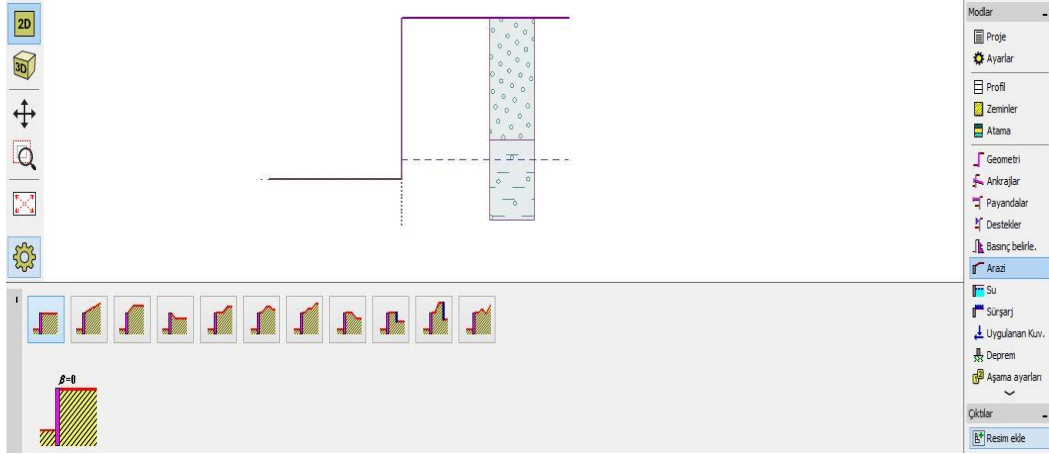 2D
3D
β=0
Modlar
Proje
Ayarlar
Profil
Zeminler
Atama
Geometri
Ankrajlar
Payandalar
Destekler
Basınç belirle.
Arazi
Su
Sürşarj
Uygulanan Kuv.
Deprem
Aşama ayarları
Çıktılar
Resim ekle